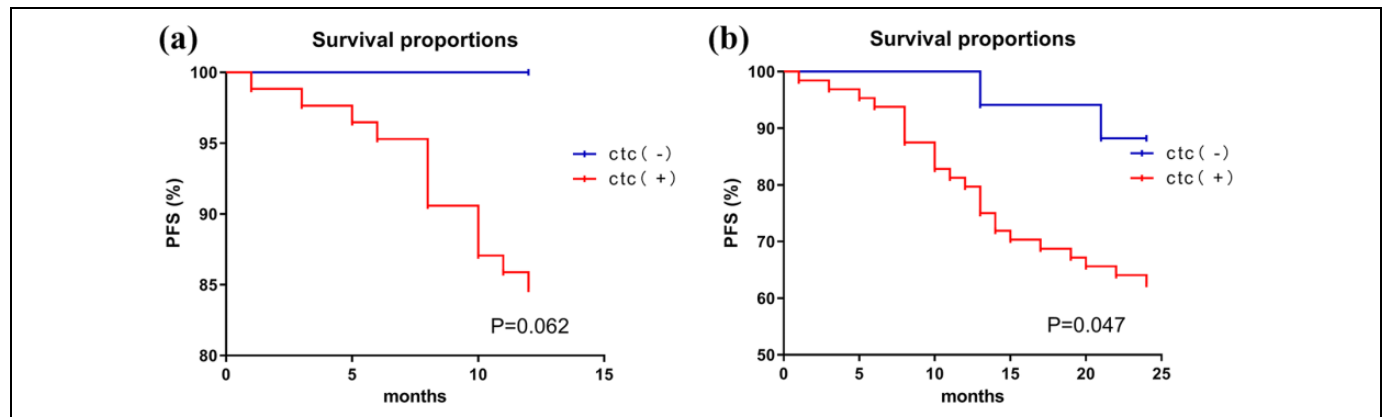 (a)
Survival proportions
100
95
90
85
80
PFS (%)
0
5
10
15
months
ctc( -)
ctc( +)
P=0.062
(b)
Survival proportions
100
90
80
70
60
50
PFS (%)
0
5
10
15
20
25
months
ctc( -)
ctc( +)
P=0.047